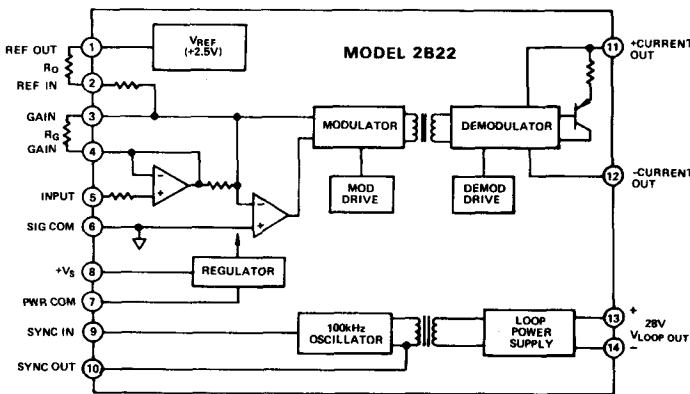 MODEL 2B22
REF OUT
1
VREF
(+2.5V)
RO
REF IN
2
GAIN
3
RG
GAIN
4
INPUT
5
SIG COM
6
+VS
8
PWR COM
7
SYNC IN
9
SYNC OUT
10
−
+
−
+
REGULATOR
MODULATOR
MOD
DRIVE
DEMODULATOR
DEMOD
DRIVE
100kHz
OSCILLATOR
LOOP
POWER
SUPPLY
11
+CURRENT
OUT
12
-CURRENT
OUT
13
+
28V
VLOOP OUT
14
−